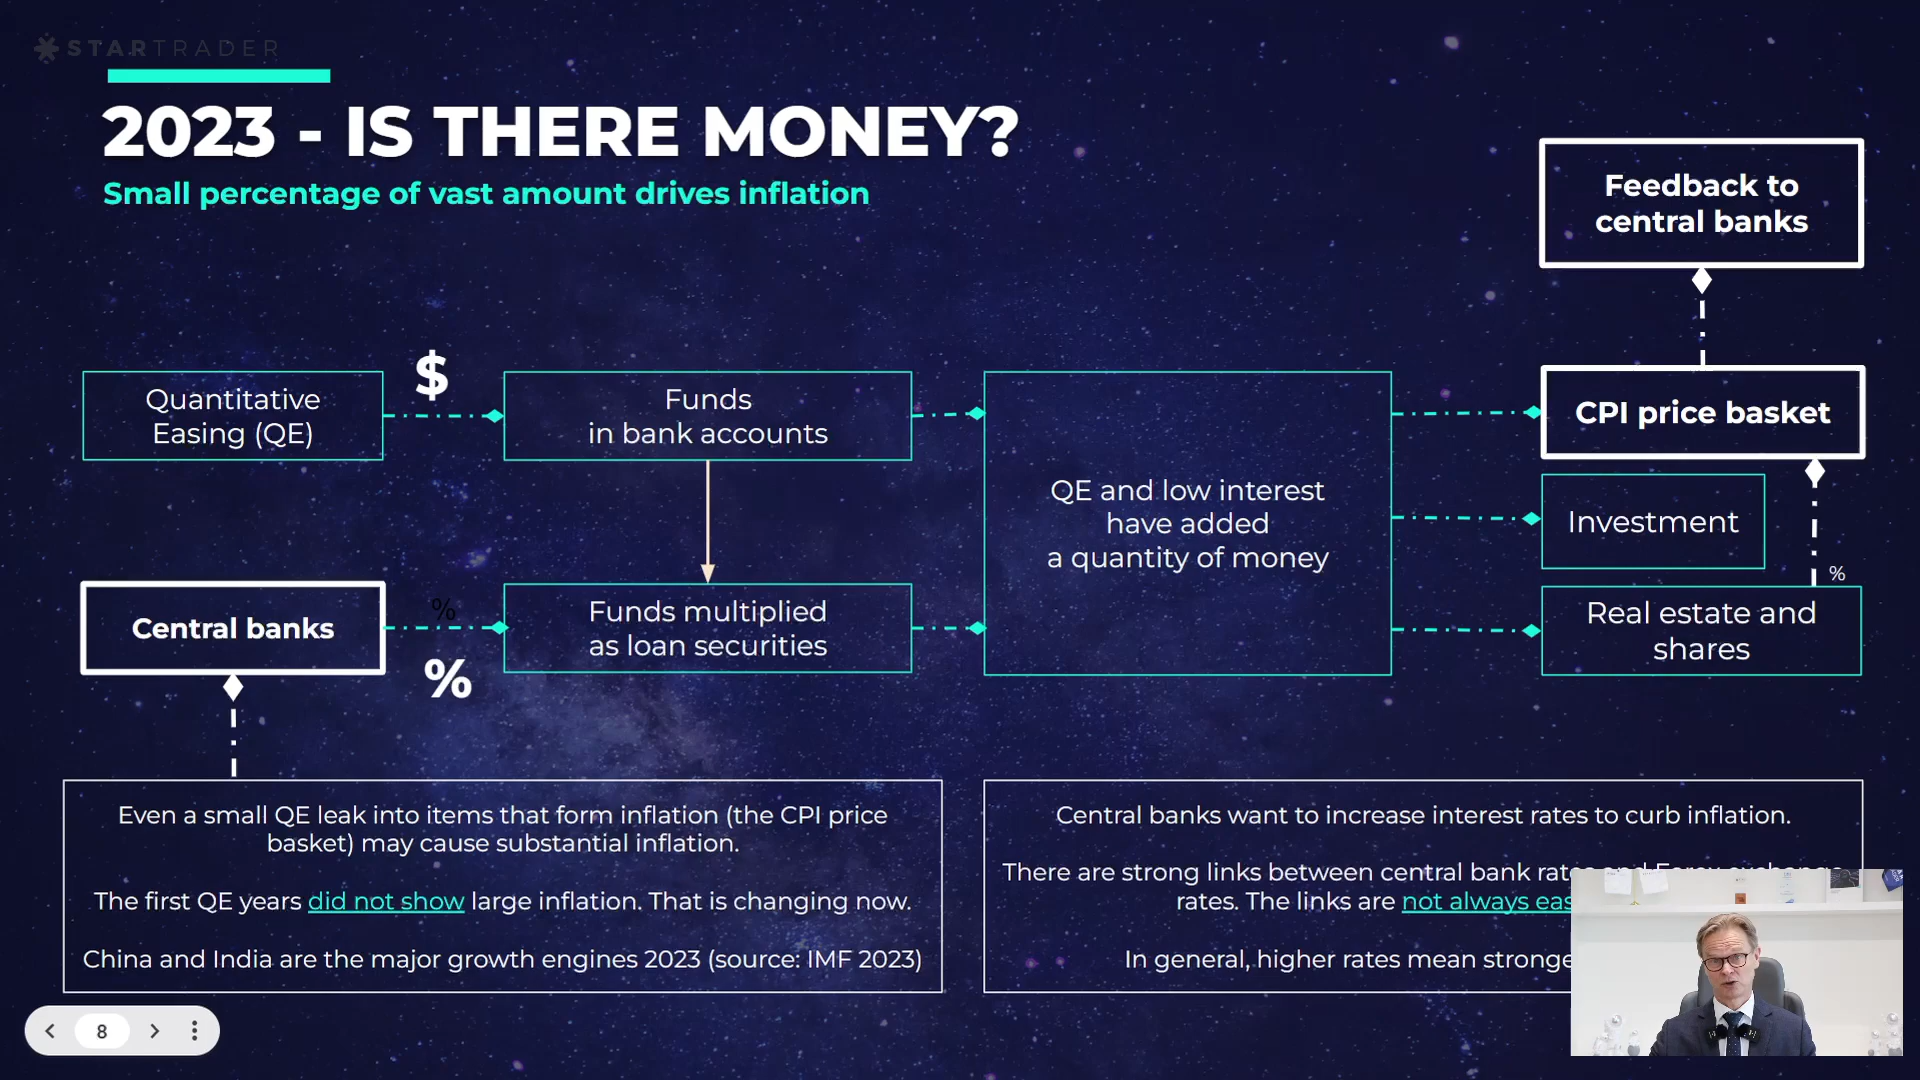 STARTRADER
2023 - IS THERE MONEY?
Small percentage of vast amount drives inflation
Feedback to
central banks
Quantitative
Easing (QE)
$
Funds
in bank accounts
QE and low interest
have added
a quantity of money
CPI price basket
Investment
%
Real estate and
shares
Central banks
%
%
Funds multiplied
as loan securities
Even a small QE leak into items that form inflation (the CPI price
basket) may cause substantial inflation.
The first QE years did not show large inflation. That is changing now.
China and India are the major growth engines 2023 (source: IMF 2023)
Central banks want to increase interest rates to curb inflation.
There are strong links between central bank rates and Forex exchange
rates. The links are not always
In general, higher rates mean
8